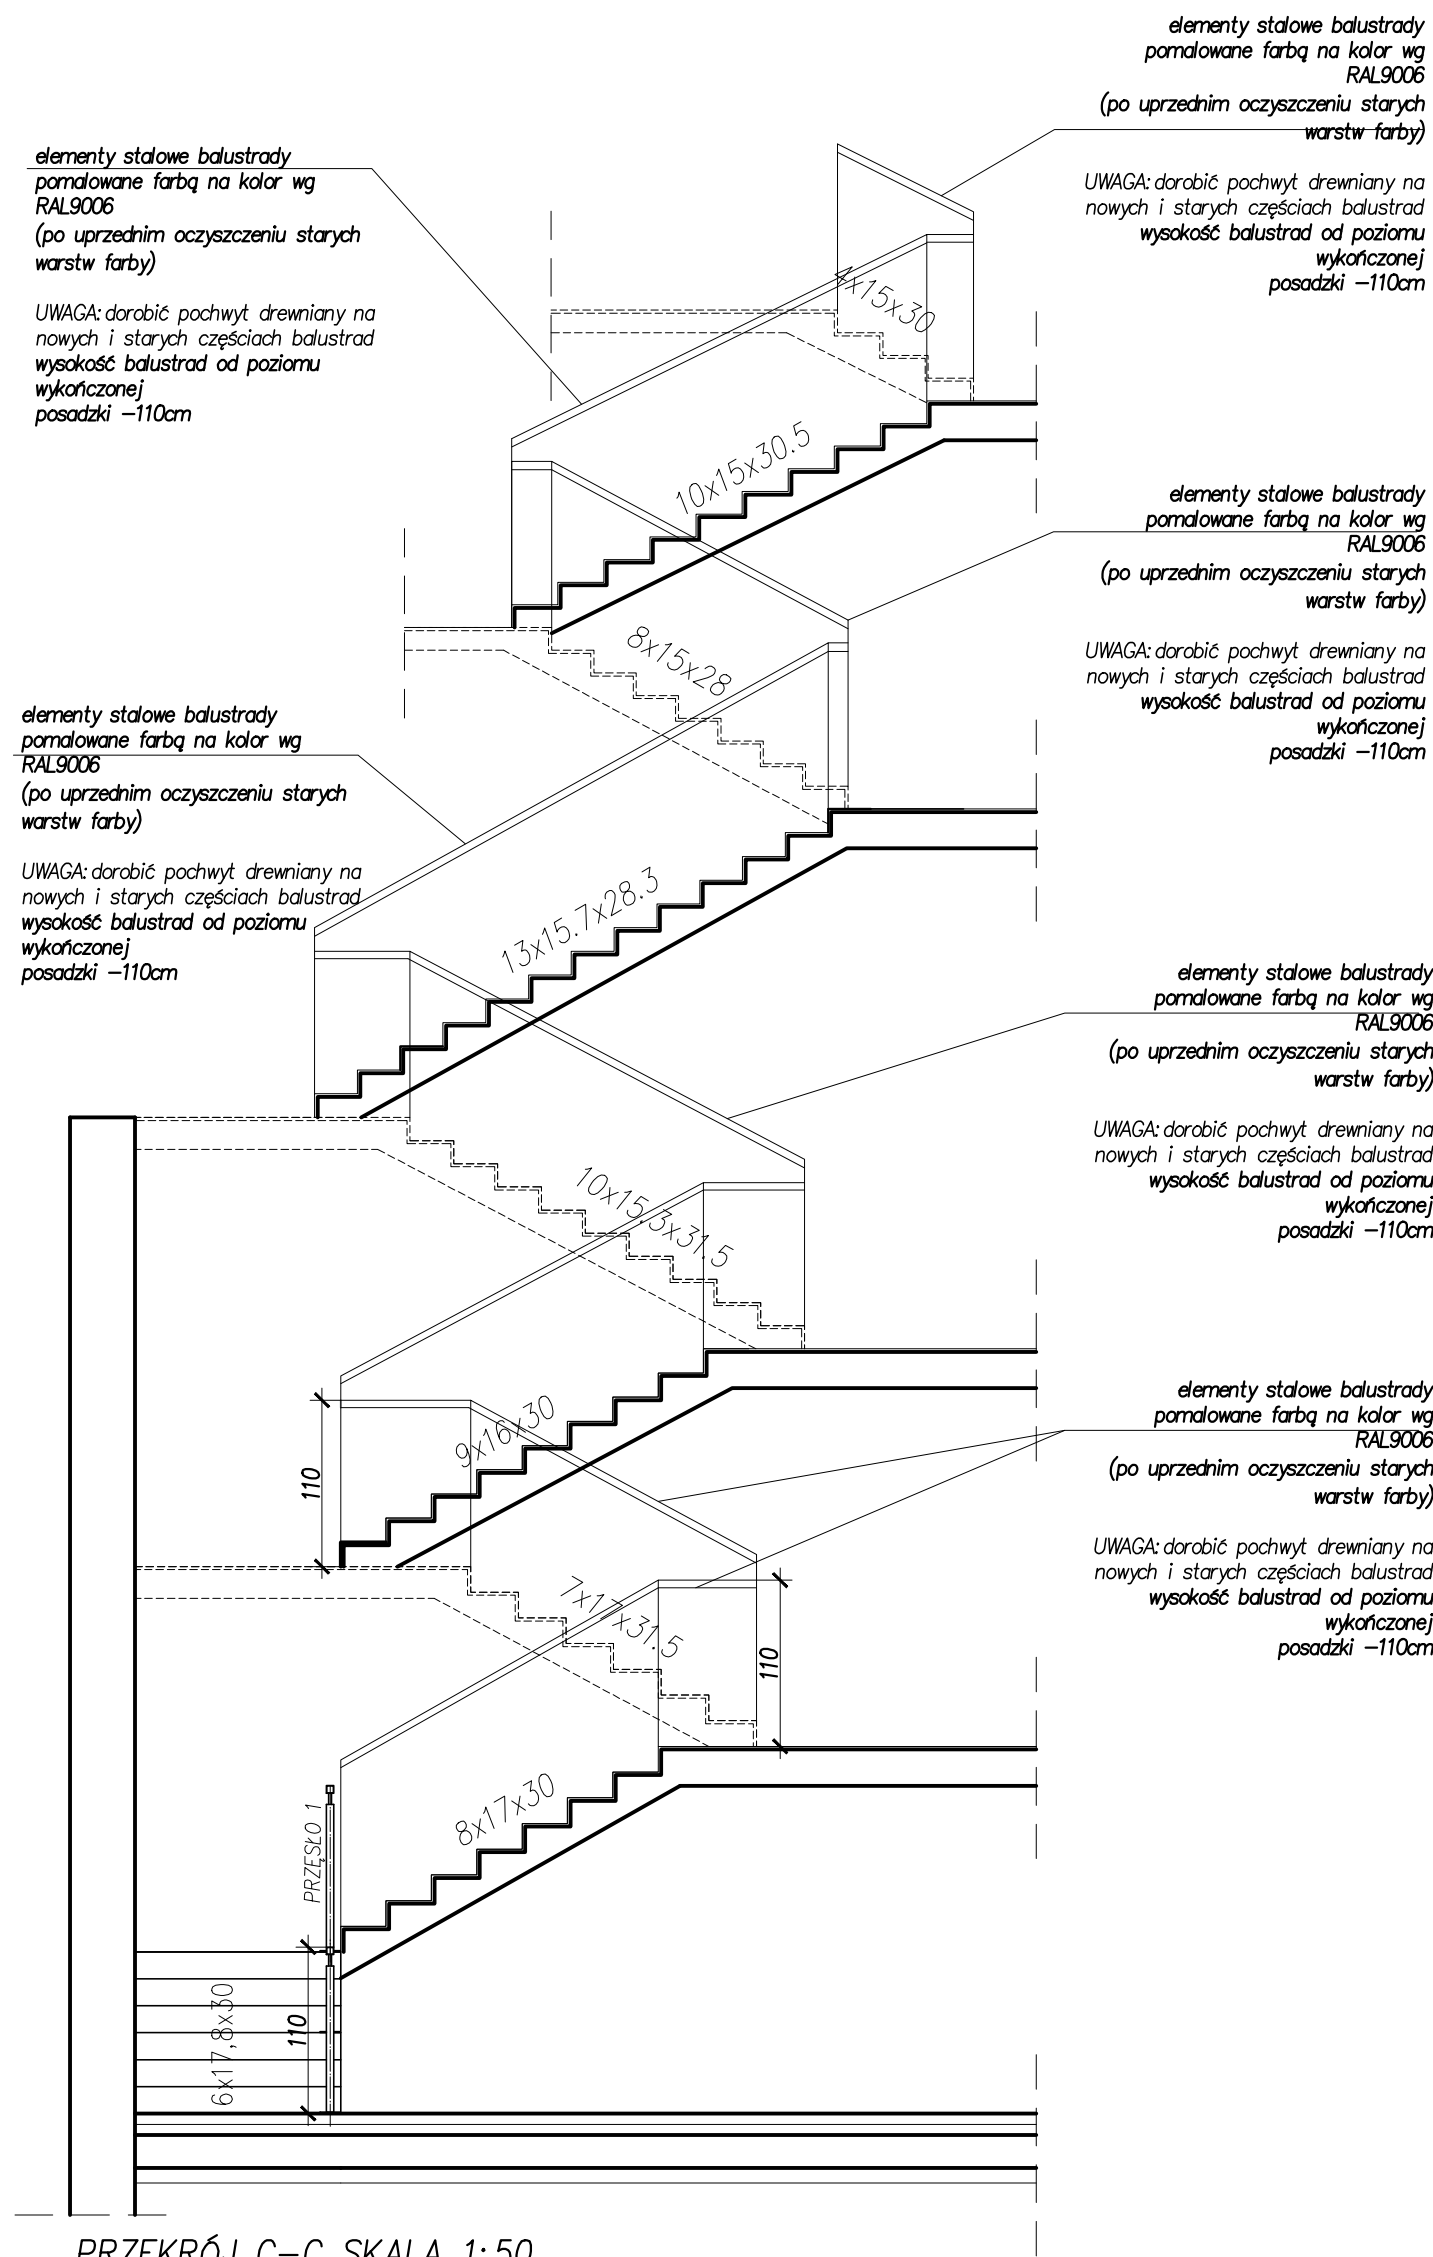 elementy stalowe balustrady
pomalowane farbą na kolor wg
RAL9006
(po uprzednim oczyszczeniu starych
warstw farby)
UWAGA: dorobić pochwyt drewniany na
nowych i starych częściach balustrad
wysokość balustrad od poziomu
wykończonej
posadzki -110cm
elementy stalowe balustrady
pomalowane farbą na kolor wg
RAL9006
(po uprzednim oczyszczeniu starych
warstw farby)
UWAGA: dorobić pochwyt drewniany na
nowych i starych częściach balustrad
wysokość balustrad od poziomu
wykończonej
posadzki -110cm
4x15x30
10x15x30.5
elementy stalowe balustrady
pomalowane farbą na kolor wg
RAL9006
(po uprzednim oczyszczeniu starych
warstw farby)
UWAGA: dorobić pochwyt drewniany na
nowych i starych częściach balustrad
wysokość balustrad od poziomu
wykończonej
posadzki -110cm
8x15x28
elementy stalowe balustrady
pomalowane farbą na kolor wg
RAL9006
(po uprzednim oczyszczeniu starych
warstw farby)
UWAGA: dorobić pochwyt drewniany na
nowych i starych częściach balustrad
wysokość balustrad od poziomu
wykończonej
posadzki -110cm
13x15.7x28.3
elementy stalowe balustrady
pomalowane farbą na kolor wg
RAL9006
(po uprzednim oczyszczeniu starych
warstw farby)
UWAGA: dorobić pochwyt drewniany na
nowych i starych częściach balustrad
wysokość balustrad od poziomu
wykończonej
posadzki -110cm
10x15.3x31.5
9x16x30
110
elementy stalowe balustrady
pomalowane farbą na kolor wg
RAL9006
(po uprzednim oczyszczeniu starych
warstw farby)
UWAGA: dorobić pochwyt drewniany na
nowych i starych częściach balustrad
wysokość balustrad od poziomu
wykończonej
posadzki -110cm
7x17x31.5
110
8x17x30
PRZĘSŁO 1
6x17,8x30
110
PRZEKRÓJ C-C SKALA 1:50